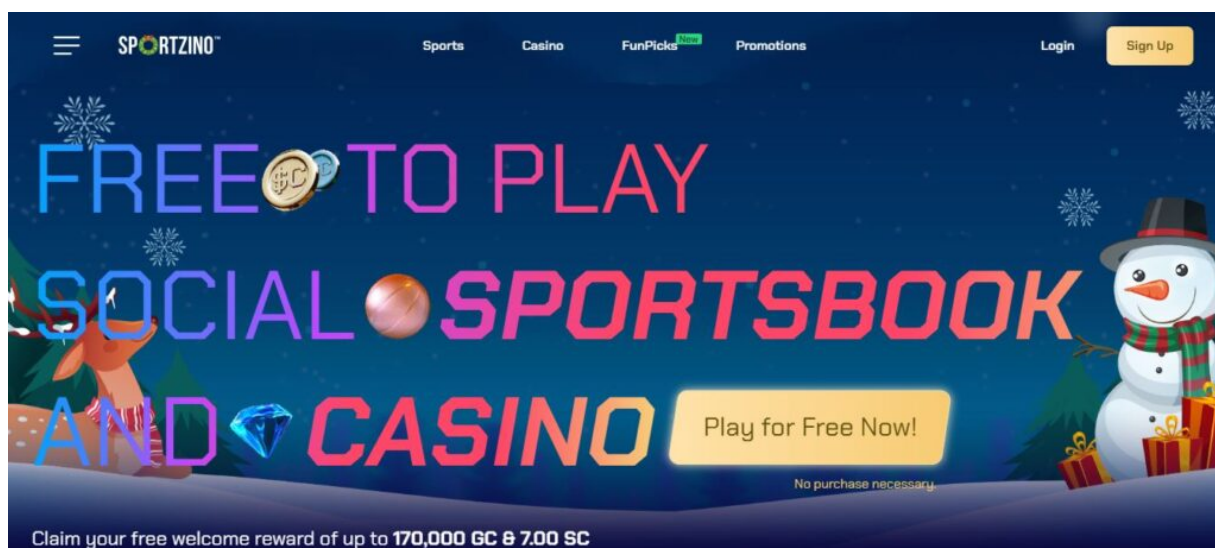 SPORTZINO™
Sports
Casino
FunPicks New
Promotions
Login
Sign Up
FREE $C C TO PLAY
SOCIAL SPORTSBOOK
AND CASINO
Play for Free Now!
No purchase necessary.
Claim your free welcome reward of up to 170,000 GC & 7.00 SC